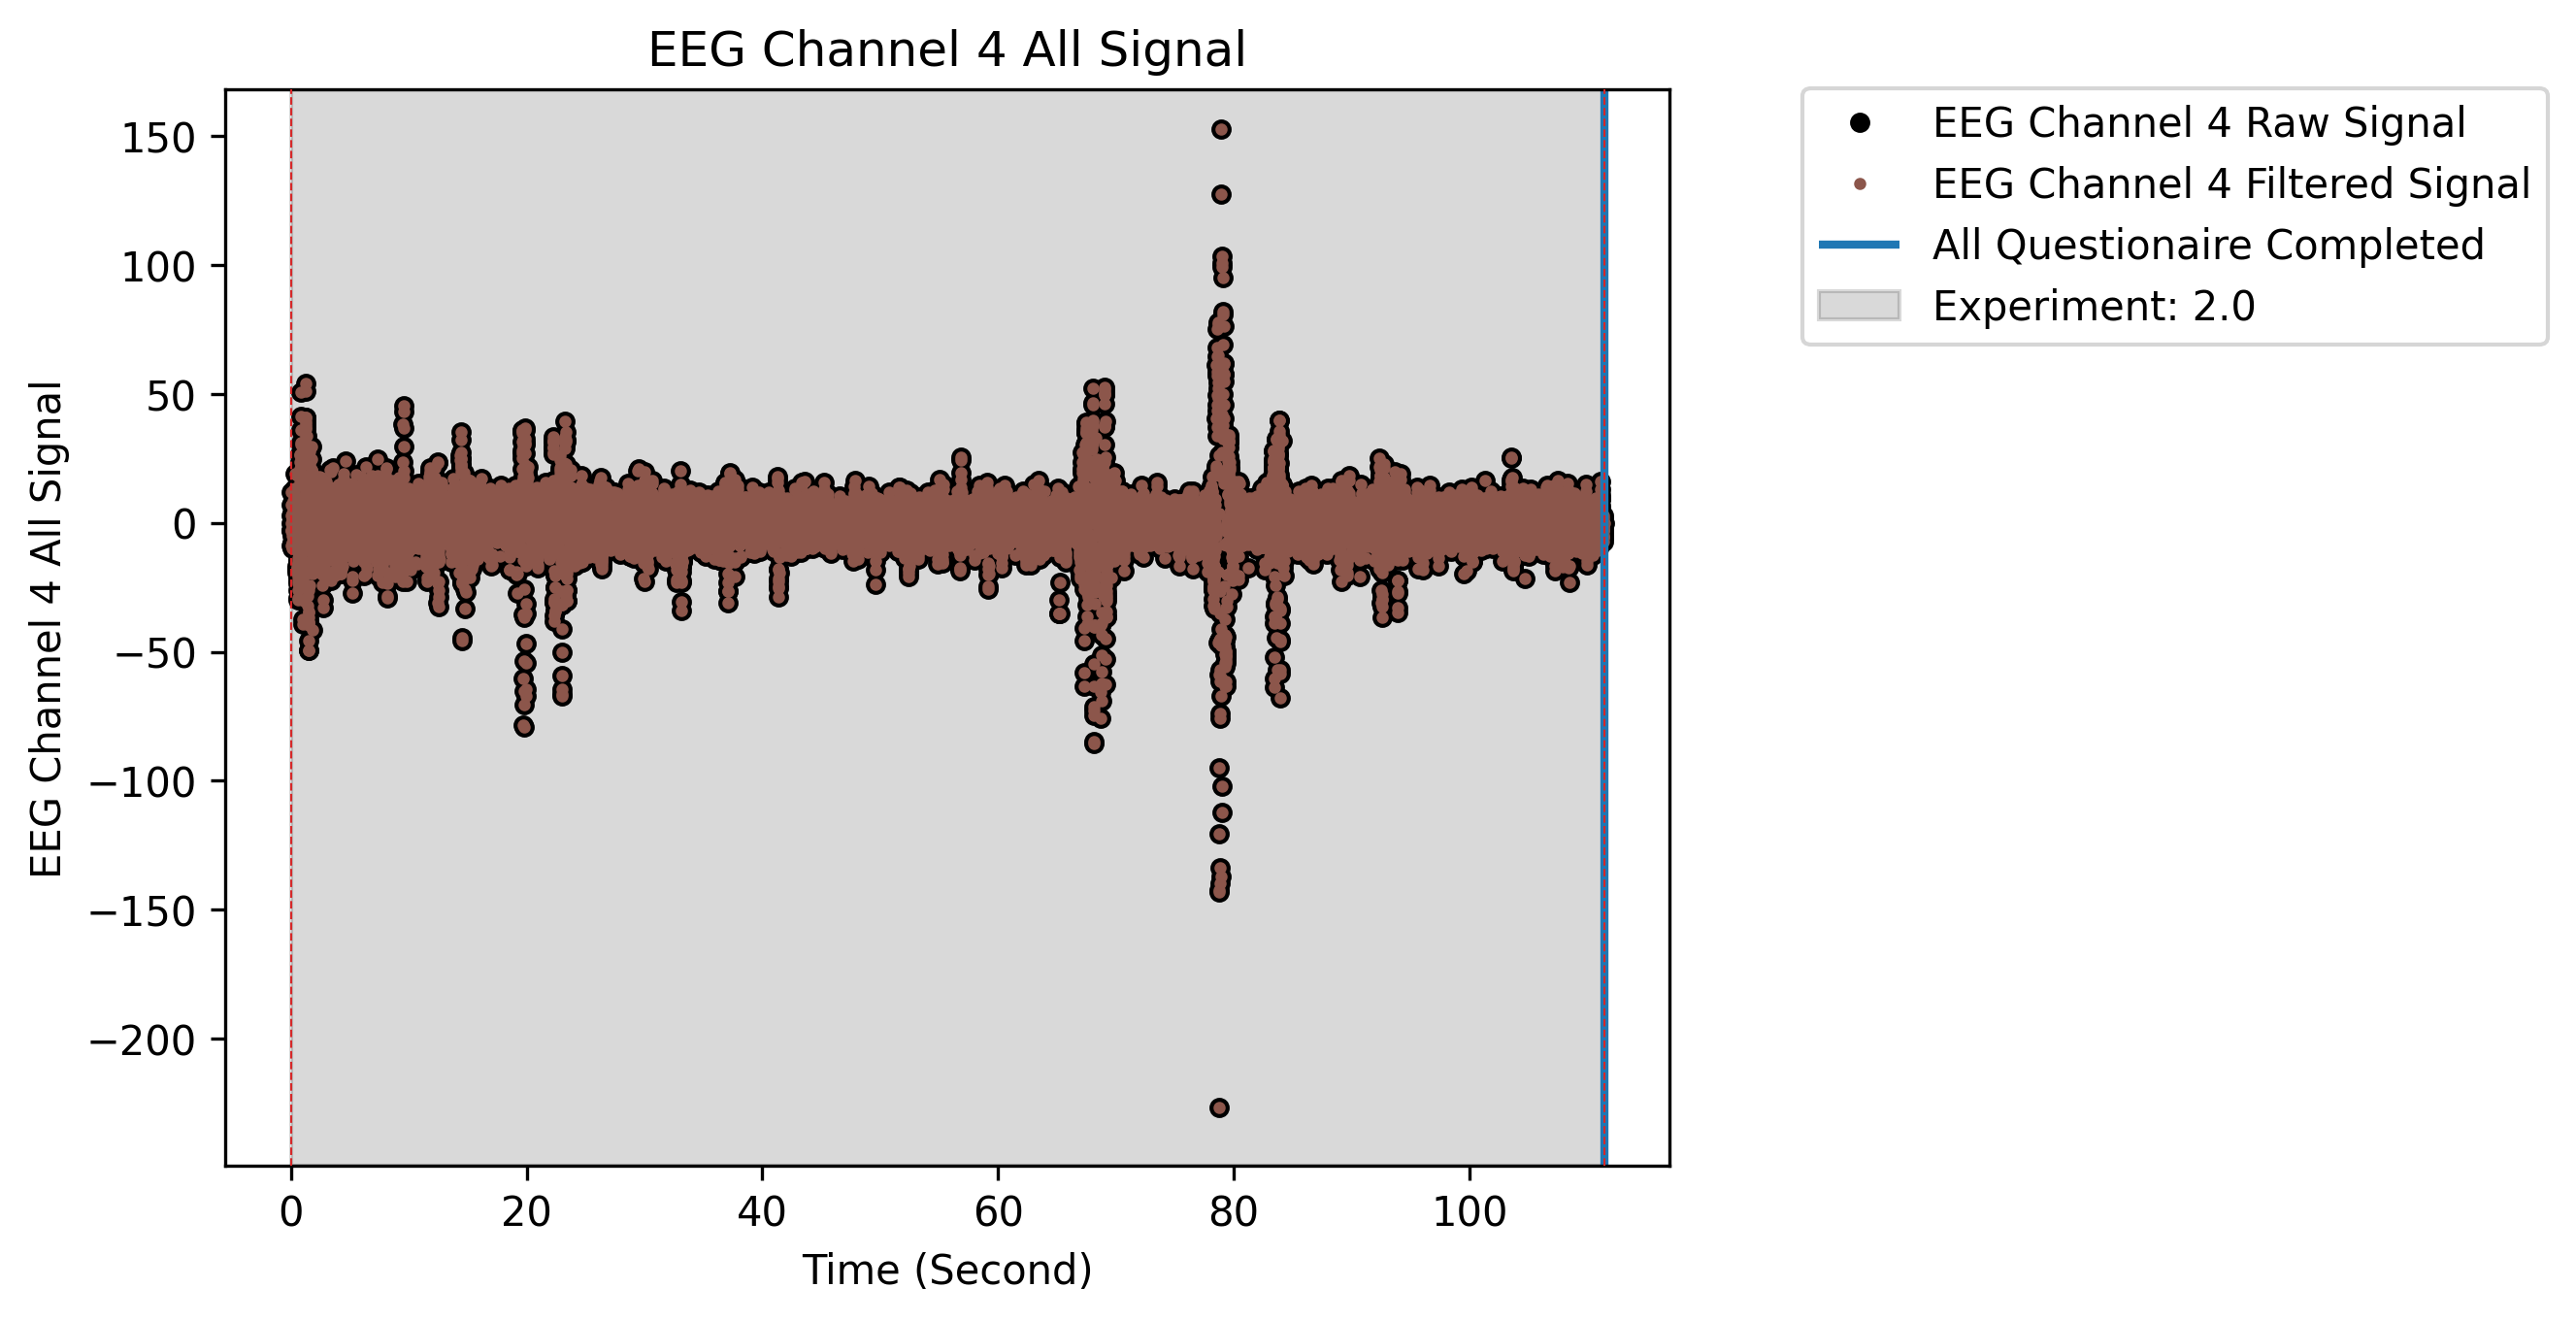 EEG Channel 4 All Signal
EEG Channel 4 All Signal
150
100
50
0
−50
−100
−150
−200
0 20 40 60 80 100
Time (Second)
EEG Channel 4 Raw Signal
EEG Channel 4 Filtered Signal
All Questionaire Completed
Experiment: 2.0